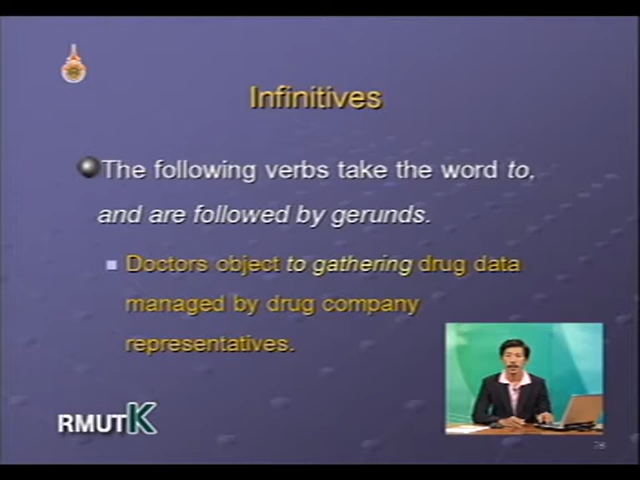 Infinitives
The following verbs take the word to,
and are followed by gerunds.
Doctors object to gathering drug data
managed by drug company
representatives.
RMUTK